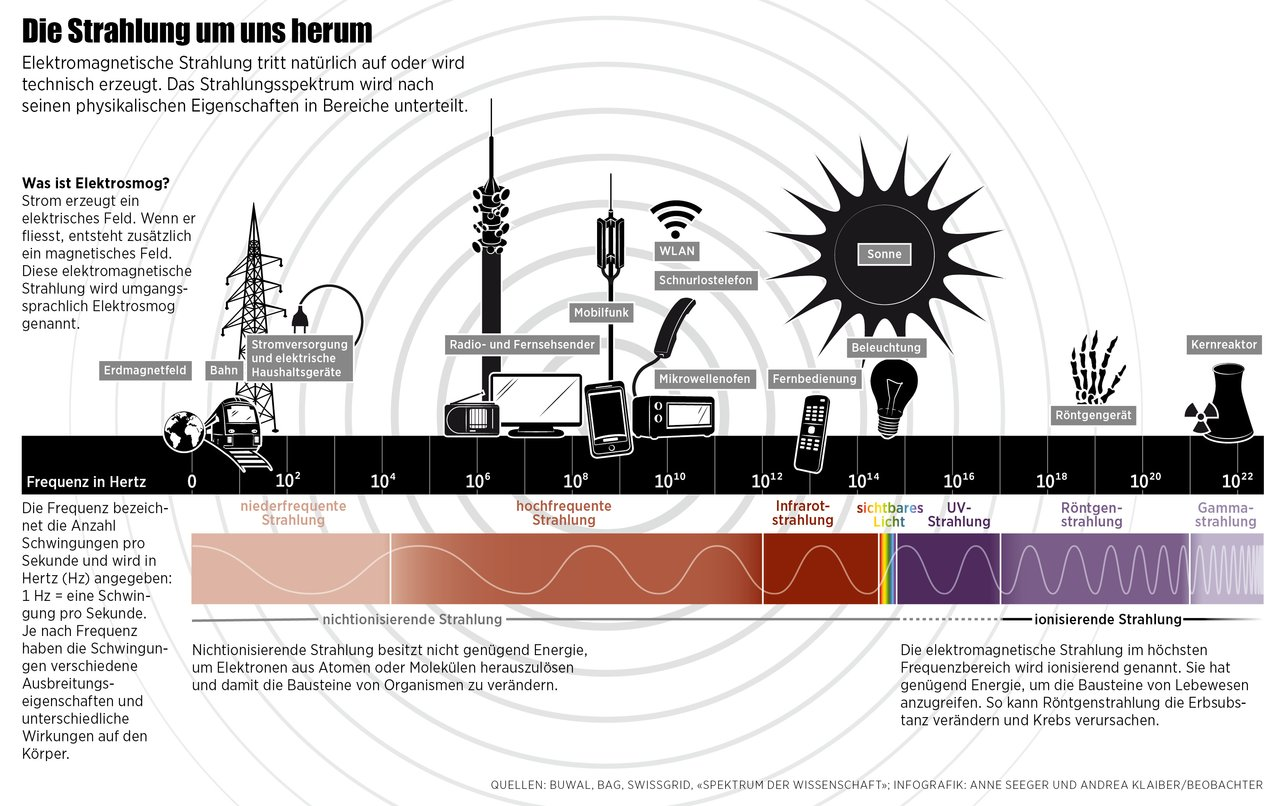 Die Strahlung um uns herum
Elektromagnetische Strahlung tritt natürlich auf oder wird
technisch erzeugt. Das Strahlungsspektrum wird nach
seinen physikalischen Eigenschaften in Bereiche unterteilt.
Was ist Elektrosmog?
Strom erzeugt ein
elektrisches Feld. Wenn er
fliesst, entsteht zusätzlich
ein magnetisches Feld.
Diese elektromagnetische
Strahlung wird umgangs-
sprachlich Elektrosmog
genannt.
Erdmagnetfeld
Bahn
Stromversorgung
und elektrische
Haushaltsgeräte
Radio- und Fernsehsender
Mobilfunk
WLAN
Schnurlostelefon
Mikrowellenofen
Fernbedienung
Sonne
Beleuchtung
Röntgengerät
Kernreaktor
Frequenz in Hertz 0 10² 10⁴ 10⁶ 10⁸ 10¹⁰ 10¹² 10¹⁴ 10¹⁶ 10¹⁸ 10²⁰ 10²²
niederfrequente
Strahlung
hochfrequente
Strahlung
Infrarot-
strahlung
sichtbares
Licht
UV-
Strahlung
Röntgen-
strahlung
Gamma-
strahlung
Die Frequenz bezeich-
net die Anzahl
Schwingungen pro
Sekunde und wird in
Hertz (Hz) angegeben:
1 Hz = eine Schwin-
gung pro Sekunde.
Je nach Frequenz
haben die Schwingun-
gen verschiedene
Ausbreitungs-
eigenschaften und
unterschiedliche
Wirkungen auf den
Körper.
nichtionisierende Strahlung
Nichtionisierende Strahlung besitzt nicht genügend Energie,
um Elektronen aus Atomen oder Molekülen herauszulösen
und damit die Bausteine von Organismen zu verändern.
ionisierende Strahlung
Die elektromagnetische Strahlung im höchsten
Frequenzbereich wird ionisierend genannt. Sie hat
genügend Energie, um die Bausteine von Lebewesen
anzugreifen. So kann Röntgenstrahlung die Erbsubs-
tanz verändern und Krebs verursachen.
QUELLEN: BUWAL, BAG, SWISSGRID, «SPEKTRUM DER WISSENSCHAFT»; INFOGRAFIK: ANNE SEEGER UND ANDREA KLAIBER/BEOBACHTER